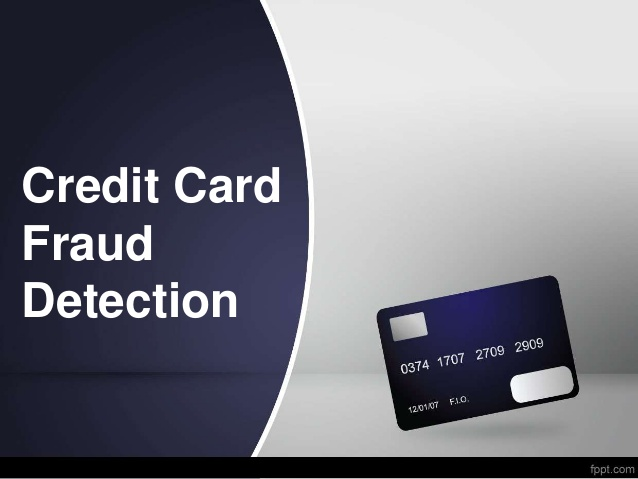 Credit Card
Fraud
Detection
0374 1707 2709 2909
12/01/07 F.I.O.
fppt.com